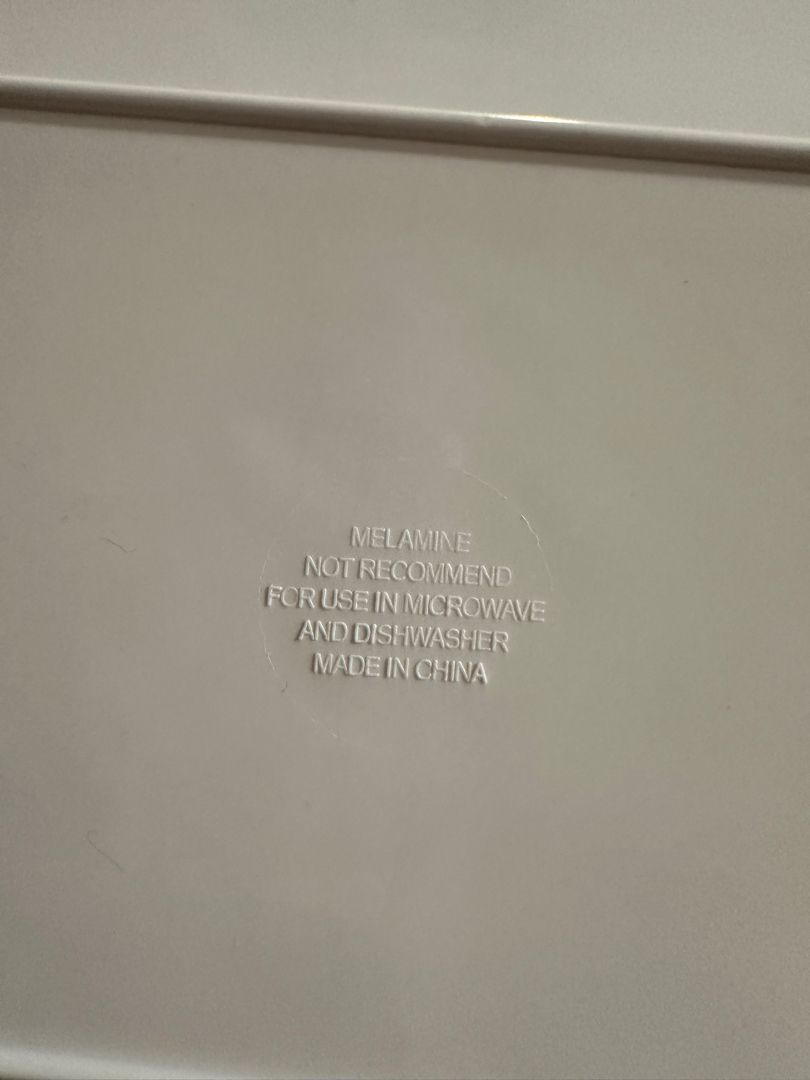 MELAMINE
NOT RECOMMEND
FOR USE IN MICROWAVE
AND DISHWASHER
MADE IN CHINA